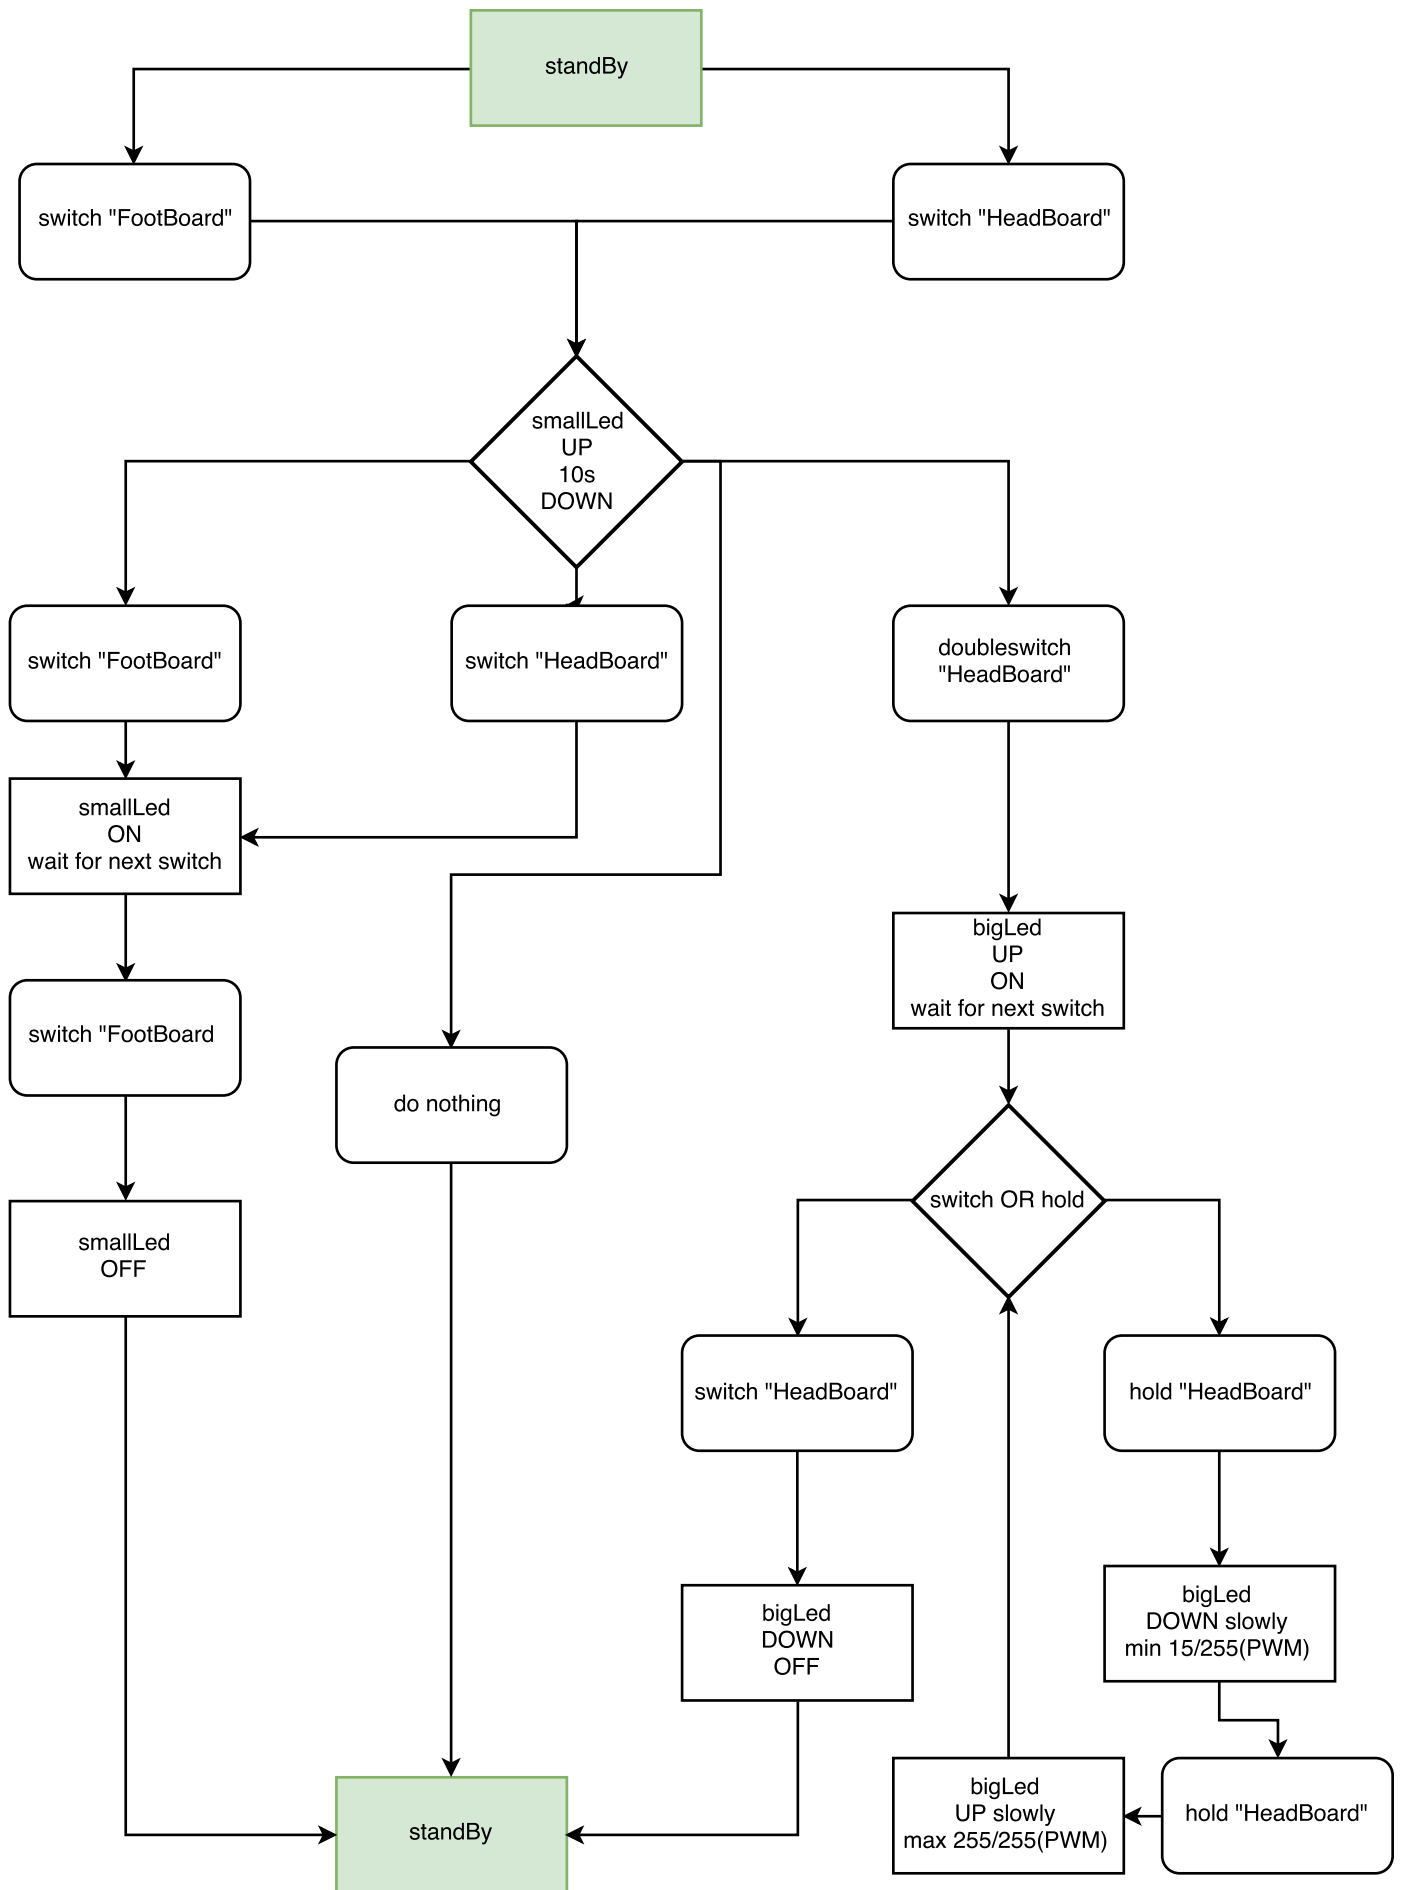 standBy
switch "FootBoard"
switch "HeadBoard"
smallLed
UP
10s
DOWN
switch "FootBoard"
switch "HeadBoard"
doubleswitch
"HeadBoard"
smallLed
ON
wait for next switch
bigLed
UP
ON
wait for next switch
switch "FootBoard
do nothing
switch OR hold
smallLed
OFF
switch "HeadBoard"
hold "HeadBoard"
bigLed
DOWN
OFF
bigLed
DOWN slowly
min 15/255(PWM)
standBy
bigLed
UP slowly
max 255/255(PWM)
hold "HeadBoard"